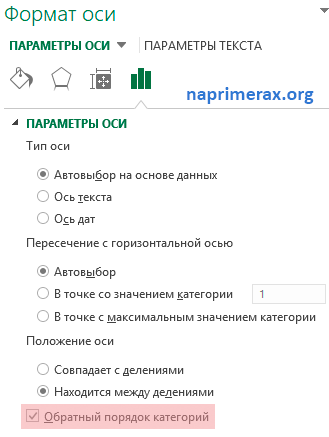 Формат оси
ПАРАМЕТРЫ ОСИ ПАРАМЕТРЫ ТЕКСТА
naprimerax.org
ПАРАМЕТРЫ ОСИ
Тип оси
Автовыбор на основе данных
Ось текста
Ось дат
Пересечение с горизонтальной осью
Автовыбор
В точке со значением категории 1
В точке с максимальным значением категории
Положение оси
Совпадает с делениями
Находится между делениями
Обратный порядок категорий